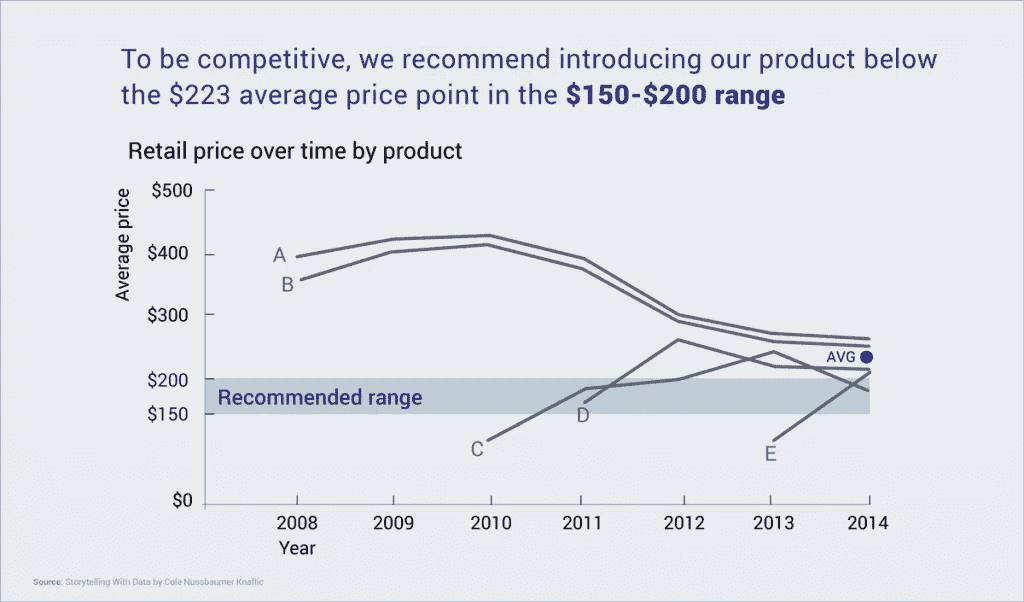 To be competitive, we recommend introducing our product below
the $223 average price point in the $150-$200 range
Retail price over time by product
Average price
$500
$400
$300
$200
$150
$0
A
B
C
D
E
AVG
Recommended range
2008 2009 2010 2011 2012 2013 2014
Year
Source: Storytelling With Data by Cole Nussbaumer Knaflic